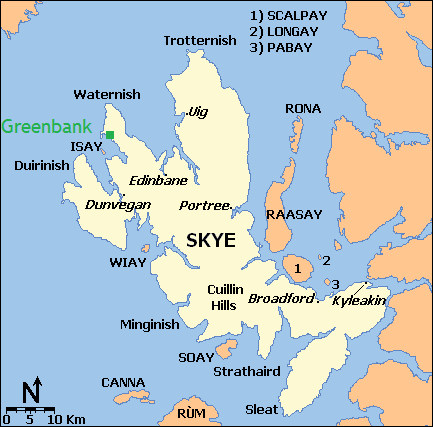 1) SCALPAY
2) LONGAY
3) PABAY
Trotternish
Waternish
Uig
RONA
Greenbank
ISAY
Duirinish
Edinbane
Dunvegan
Portree
RAASAY
SKYE
2
WIAY
1
3
Cuillin
Hills
Broadford
Kyleakin
Minginish
SOAY
Strathaird
N
CANNA
0 5 10 Km
RÙM
Sleat